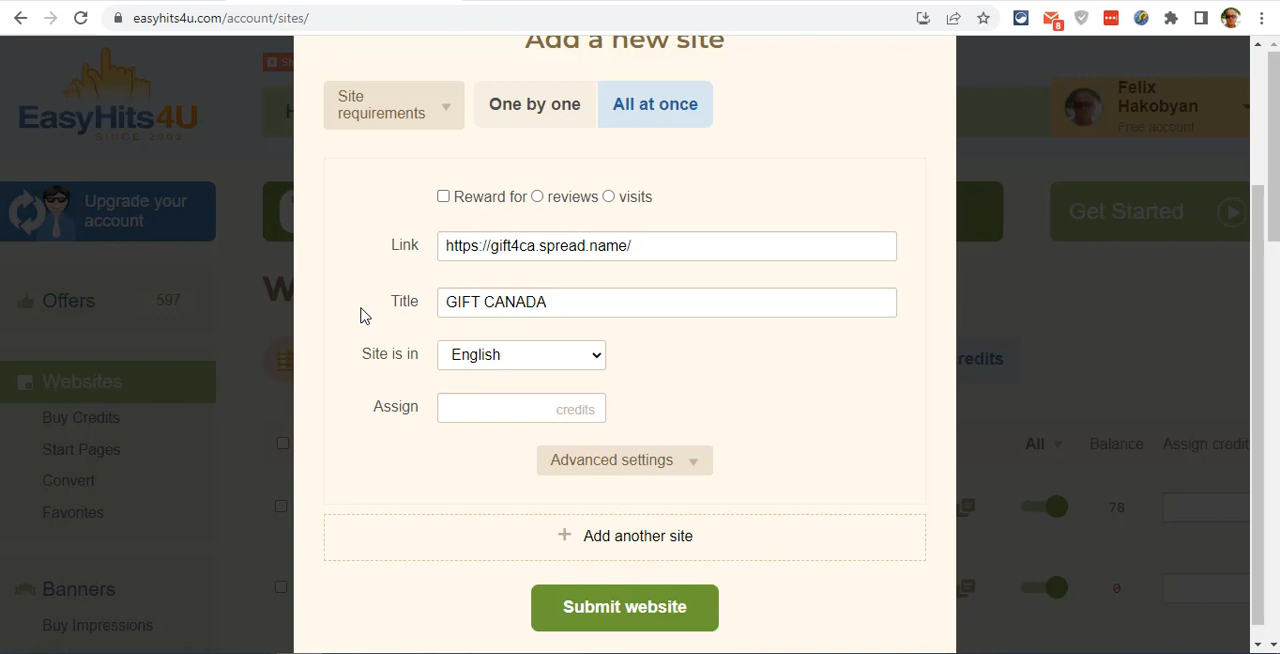 easyhits4u.com/account/sites/
8
Add a new site
Site requirements
One by one
All at once
EasyHits4U
Felix Hakobyan
Free account
Reward for reviews visits
Upgrade your account
Get Started
Link https://gift4ca.spread.name/
Title GIFT CANADA
Offers 597
Site is in English
credits
Websites
Assign credits
Buy Credits
All Balance Assign credit
Start Pages
Advanced settings
Convert
Favorites
78
Add another site
Banners
0
Submit website
Buy Impressions